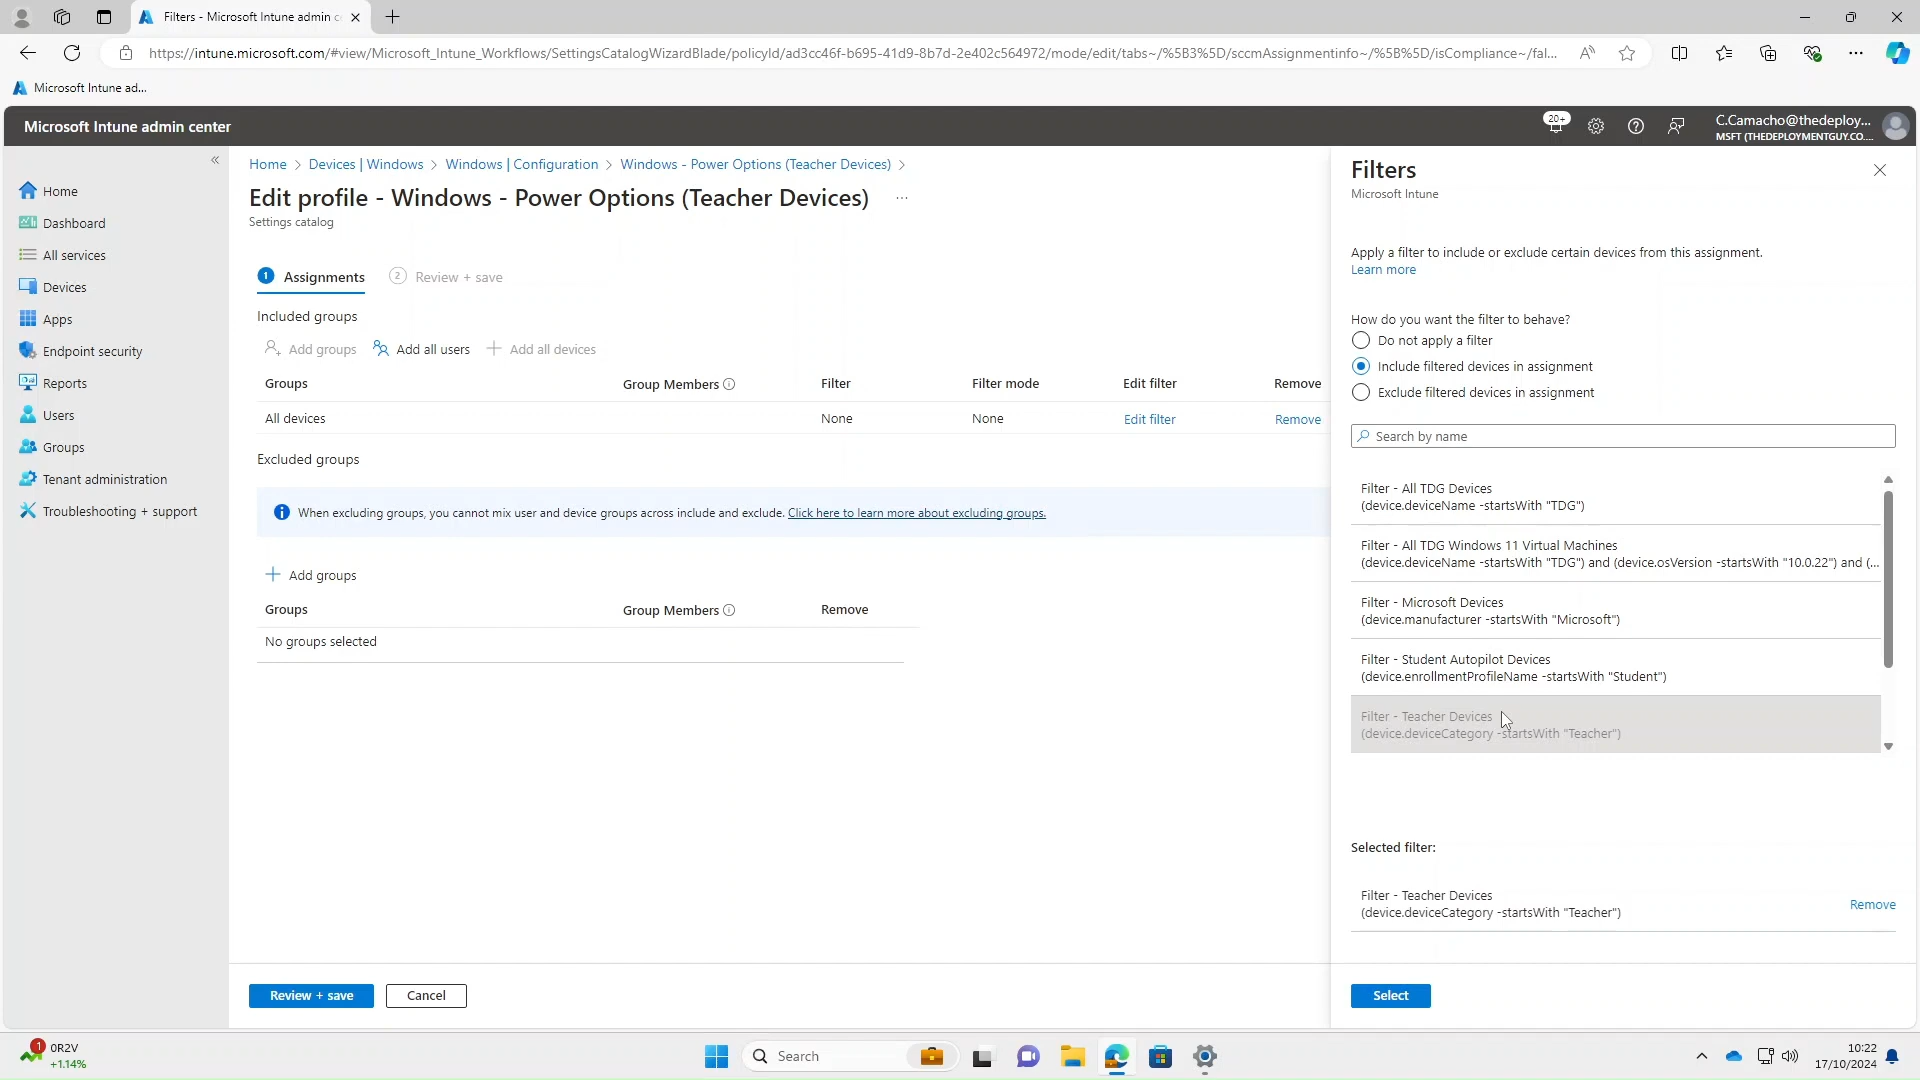 Filters - Microsoft Intune admin c
https://intune.microsoft.com/#view/Microsoft_Intune_Workflows/SettingsCatalogWizardBlade/policyId/ad3cc46f-b695-41d9-8b7d-2e402c564972/mode/edit/tabs~/%5B3%5D/sccmAssignmentinfo~/%5B%5D/isCompliance~/fal...
Microsoft Intune ad...
Microsoft Intune admin center
20+
C.Camacho@thedeploy...
MSFT (THEDEPLOYMENTGUY.CO....
Home
Dashboard
All services
Devices
Apps
Endpoint security
Reports
Users
Groups
Tenant administration
Troubleshooting + support
Home > Devices | Windows > Windows | Configuration > Windows - Power Options (Teacher Devices) >
Edit profile - Windows - Power Options (Teacher Devices) ...
Settings catalog
1 Assignments 2 Review + save
Included groups
Add groups Add all users Add all devices
Groups Group Members Filter Filter mode Edit filter Remove
All devices None None Edit filter Remove
Excluded groups
When excluding groups, you cannot mix user and device groups across include and exclude. Click here to learn more about excluding groups.
Add groups
Groups Group Members Remove
No groups selected
Review + save Cancel
Filters
Microsoft Intune
Apply a filter to include or exclude certain devices from this assignment.
Learn more
How do you want the filter to behave?
Do not apply a filter
Include filtered devices in assignment
Exclude filtered devices in assignment
Search by name
Filter - All TDG Devices
(device.deviceName -startsWith "TDG")
Filter - All TDG Windows 11 Virtual Machines
(device.deviceName -startsWith "TDG") and (device.osVersion -startsWith "10.0.22") and (...
Filter - Microsoft Devices
(device.manufacturer -startsWith "Microsoft")
Filter - Student Autopilot Devices
(device.enrollmentProfileName -startsWith "Student")
Filter - Teacher Devices
(device.deviceCategory -startsWith "Teacher")
Selected filter:
Filter - Teacher Devices
(device.deviceCategory -startsWith "Teacher")
Remove
Select
1
0R2V
+1.14%
Search
10:22
17/10/2024